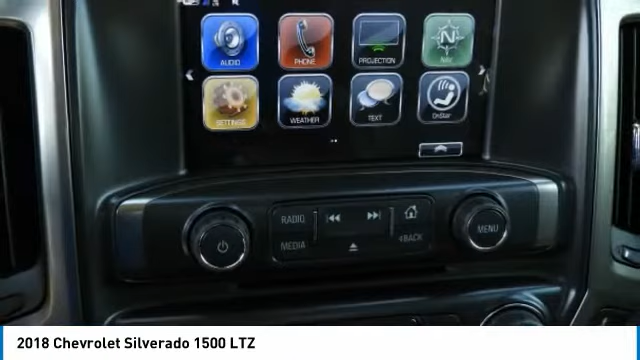 AUDIO PHONE PROJECTION NAV
SETTINGS WEATHER TEXT OnStar
RADIO
MEDIA
BACK
MENU
2018 Chevrolet Silverado 1500 LTZ